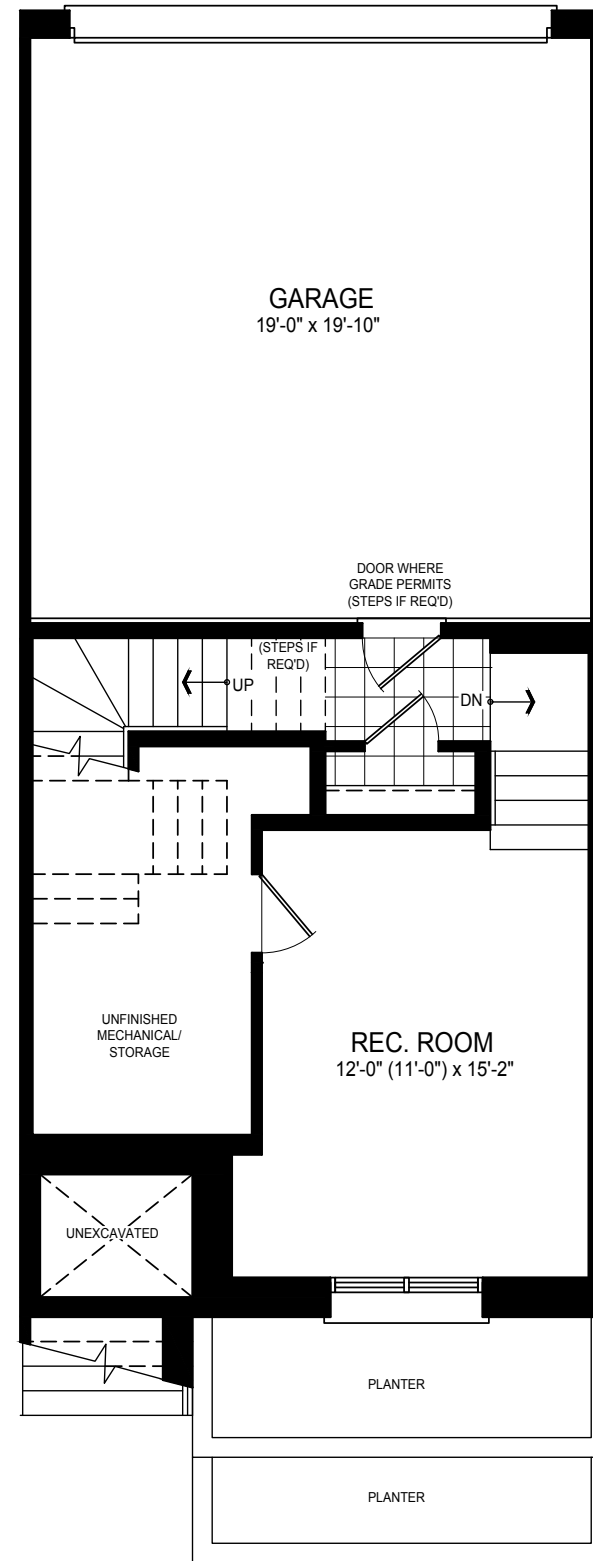 GARAGE
19'-0" x 19'-10"
DOOR WHERE
GRADE PERMITS
(STEPS IF REQ'D)
(STEPS IF
REQ'D)
UP
DN
UNFINISHED
MECHANICAL/
STORAGE
REC. ROOM
12'-0" (11'-0") x 15'-2"
UNEXCAVATED
PLANTER
PLANTER